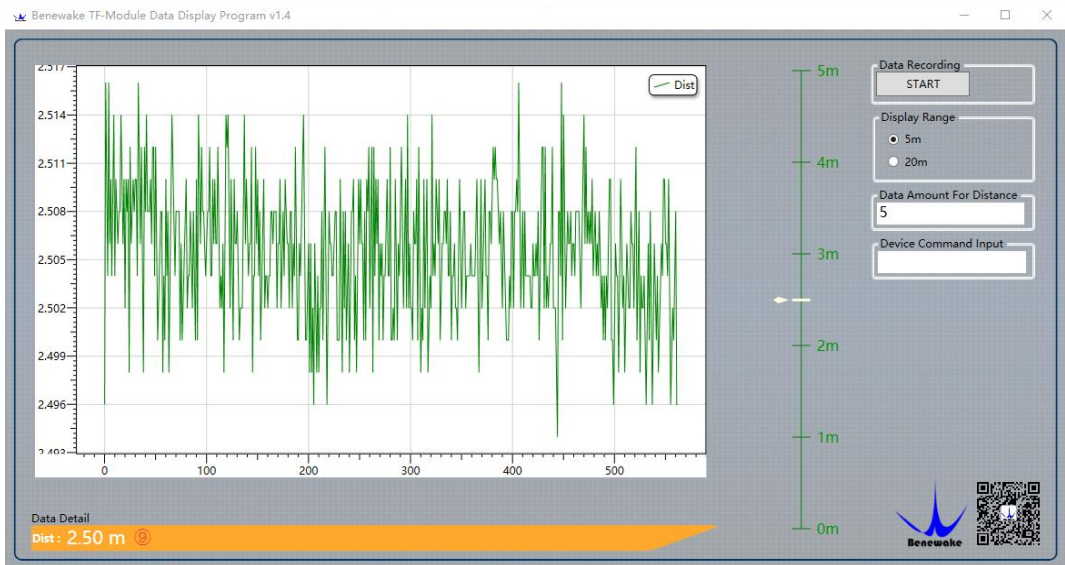 Benewake TF-Module Data Display Program v1.4
2.517
2.514
2.511
2.508
2.505
2.502
2.499
2.496
2.493
0 100 200 300 400 500
Dist
5m
4m
3m
2m
1m
0m
Data Recording
START
Display Range
5m
20m
Data Amount For Distance
5
Device Command Input
Data Detail
Dist : 2.50 m ⑨
Benewake